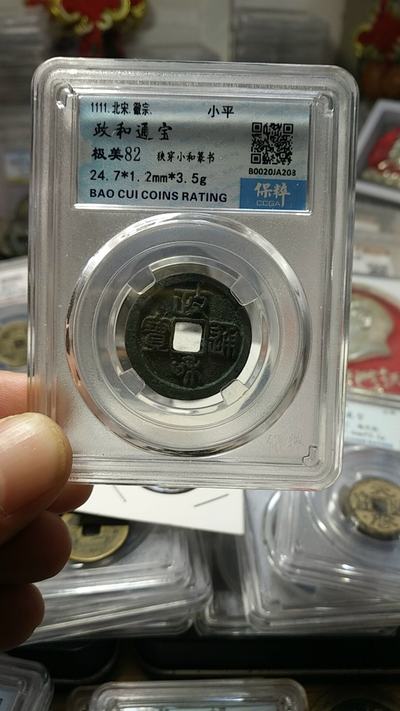 1111. 北宋. 徽宗. 小平
政和通宝
极美82 狭穿小和篆书
B0020JA203
24.7*1.2mm*3.5g
BAO CUI COINS RATING
保粹
CCGA
政
寶 通
和